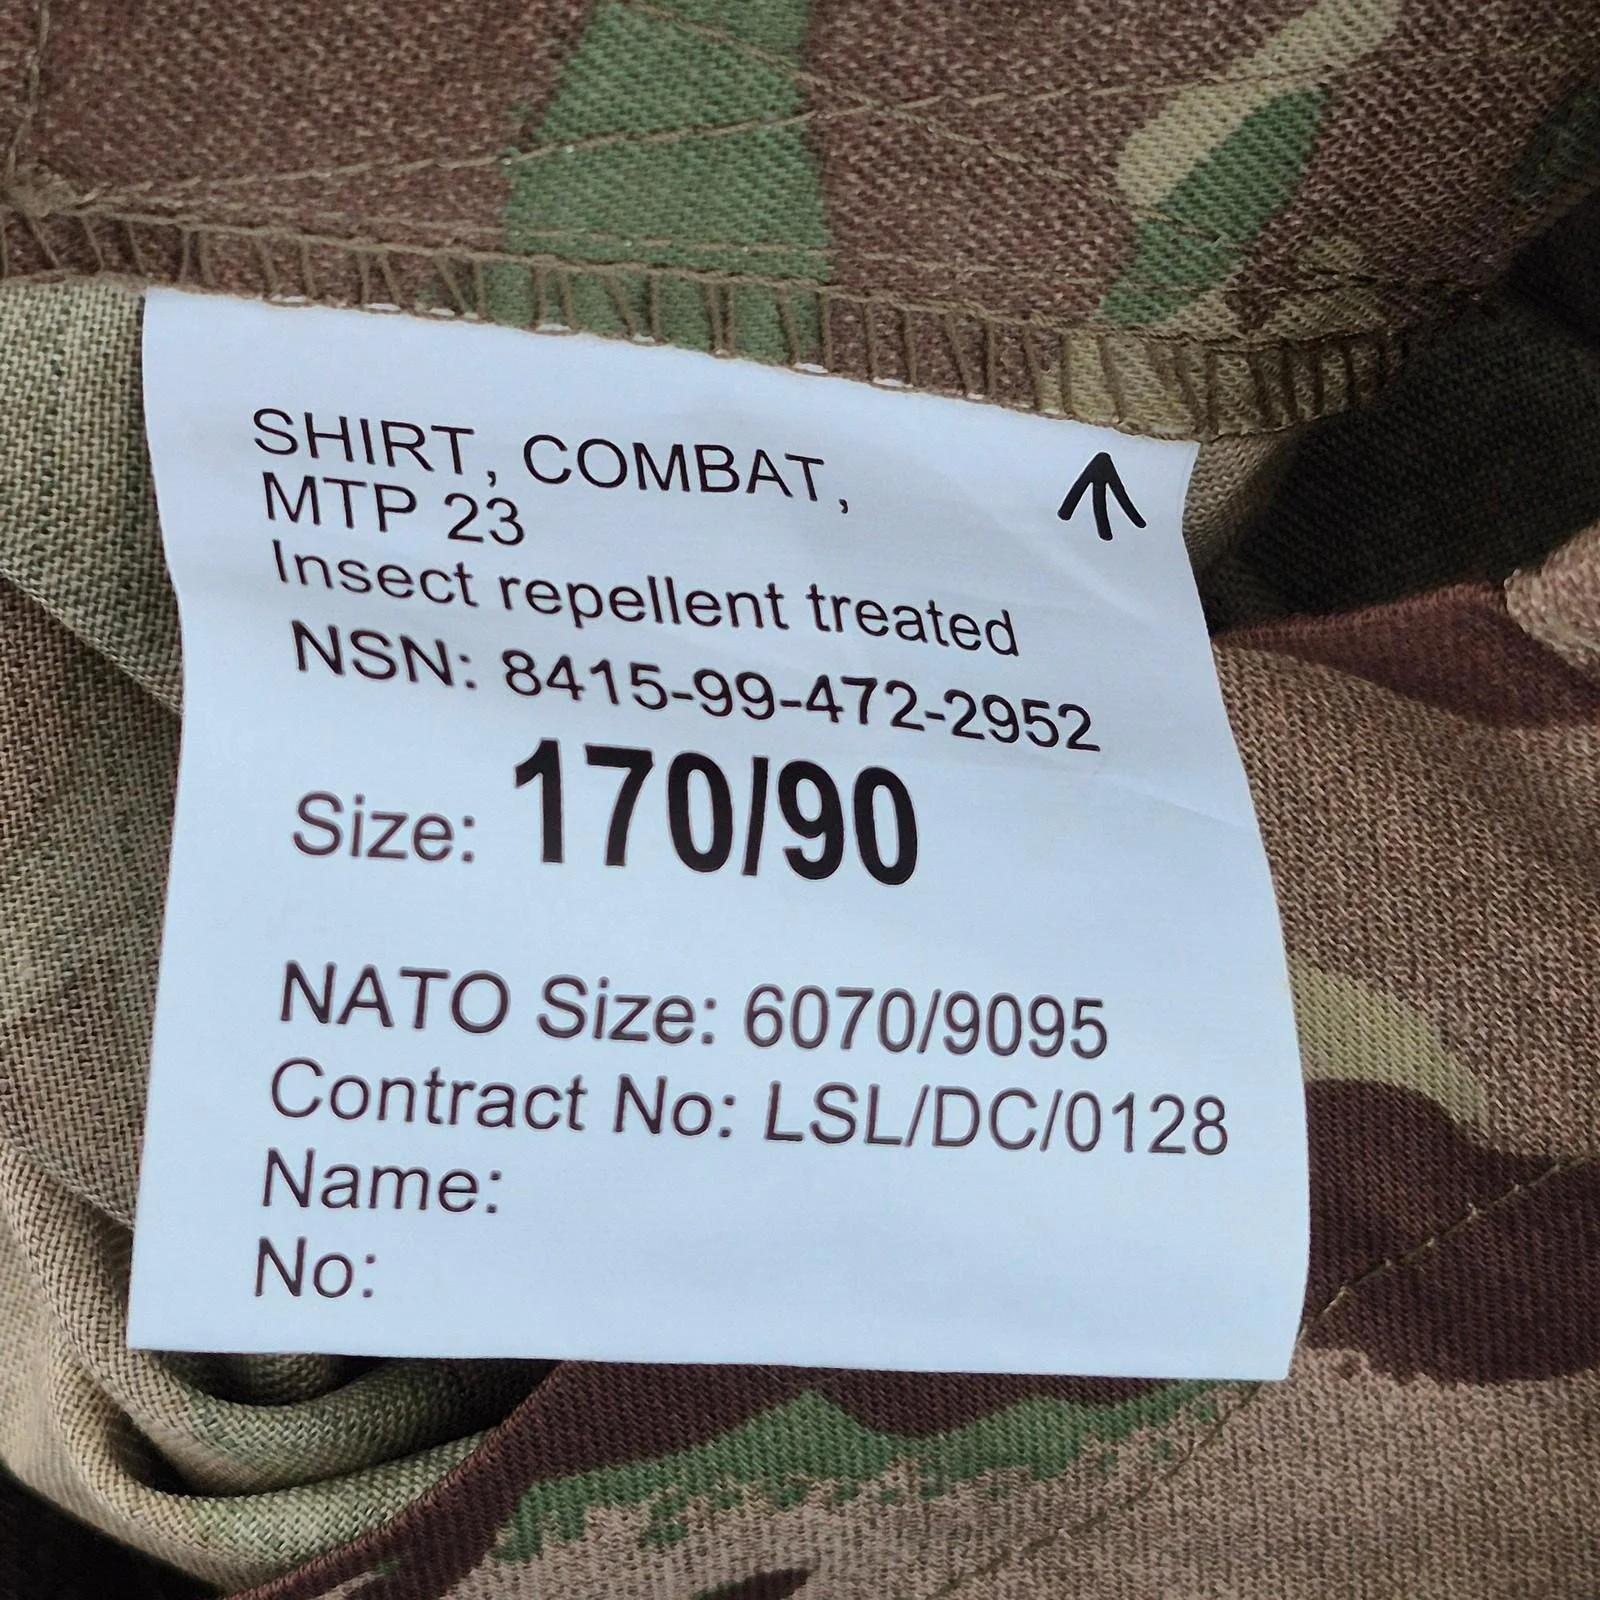 SHIRT, COMBAT,
MTP 23
Insect repellent treated
NSN: 8415-99-472-2952
Size: 170/90
NATO Size: 6070/9095
Contract No: LSL/DC/0128
Name:
No: